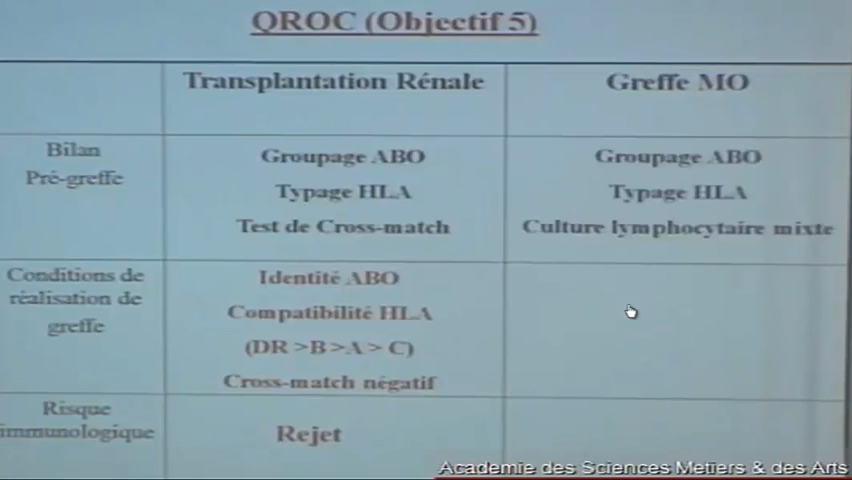 QROC (Objectif 5)
Transplantation Rénale
Greffe MO
Bilan
Pré-greffe
Groupage ABO
Typage HLA
Test de Cross-match
Groupage ABO
Typage HLA
Culture lymphocytaire mixte
Conditions de
réalisation de
greffe
Identité ABO
Compatibilité HLA
(DR >B >A > C)
Cross-match négatif
Risque
immunologique
Rejet
Academie des Sciences Metiers & des Arts